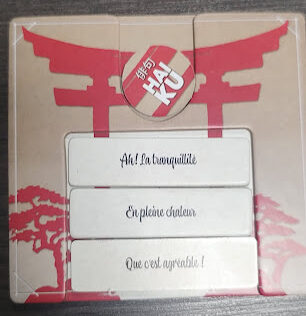 俳句
HAI
KU
Ah! La tranquillité
En pleine chaleur
Que c'est agréable !